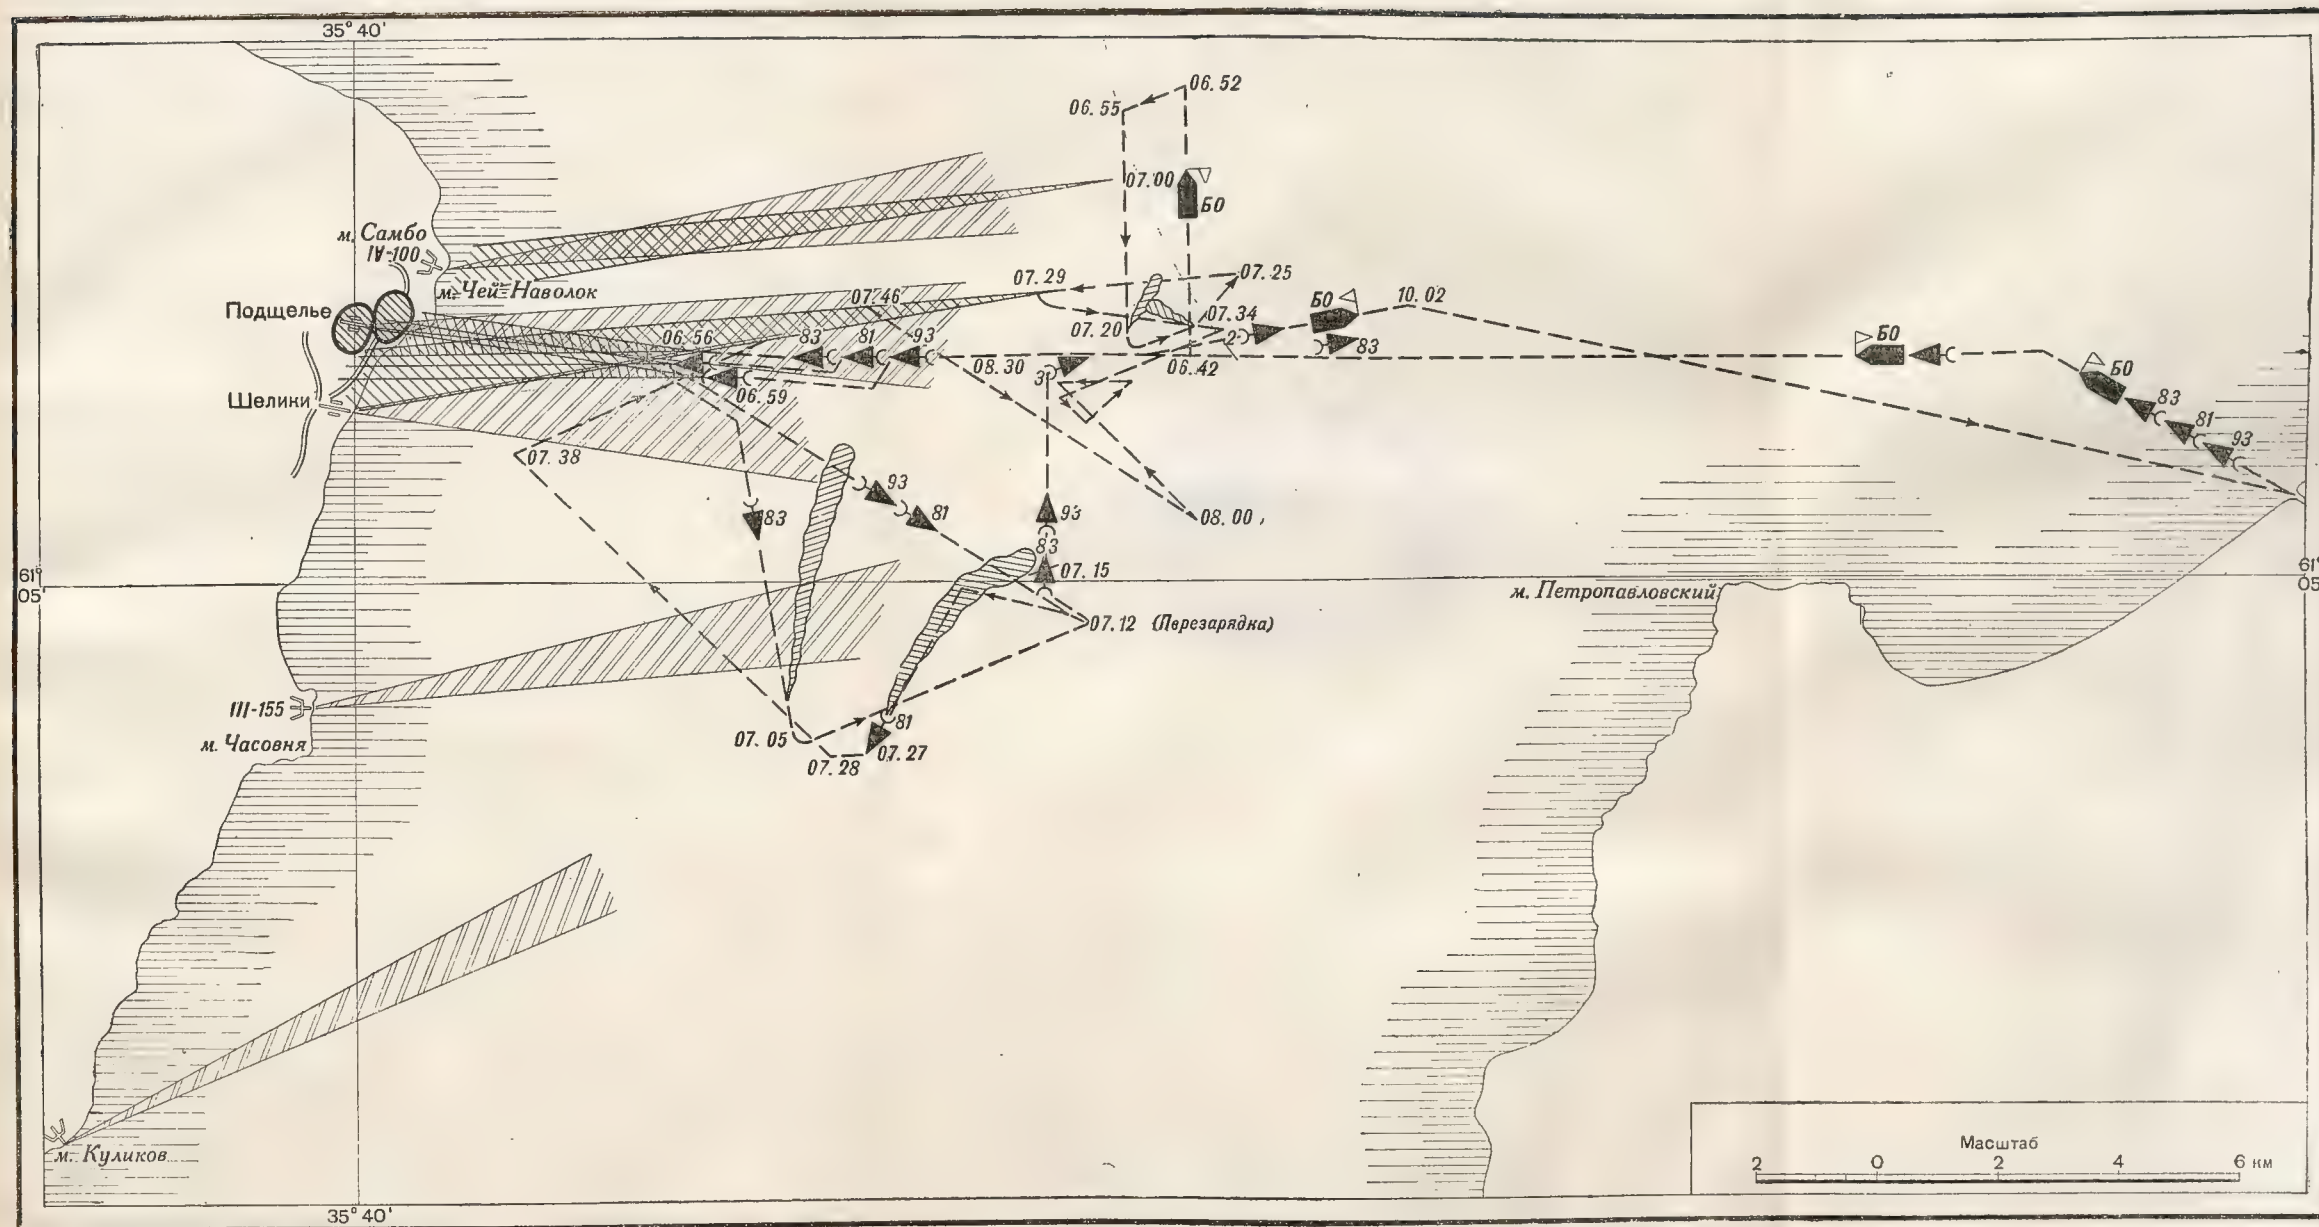 35° 40'
06. 52
06. 55
07.00
БО
м. Самбо
IV-100
м. Чей-Наволок
Подщелье
07. 29
07. 25
07.46
БО
10. 02
07. 34
07. 20
2
83
06. 56
83
81
93
БО
БО
08. 30
3
06. 42
Шелики
06. 59
83
81
93
07. 38
93
81
83
93
08. 00
83
07. 15
61°
05'
61°
05'
м. Петропавловский
07. 12 (Перезарядка)
III-155
81
м. Часовня
07. 05
07. 27
07. 28
м. Куликов
Масштаб
2 0 2 4 6 км
35° 40'